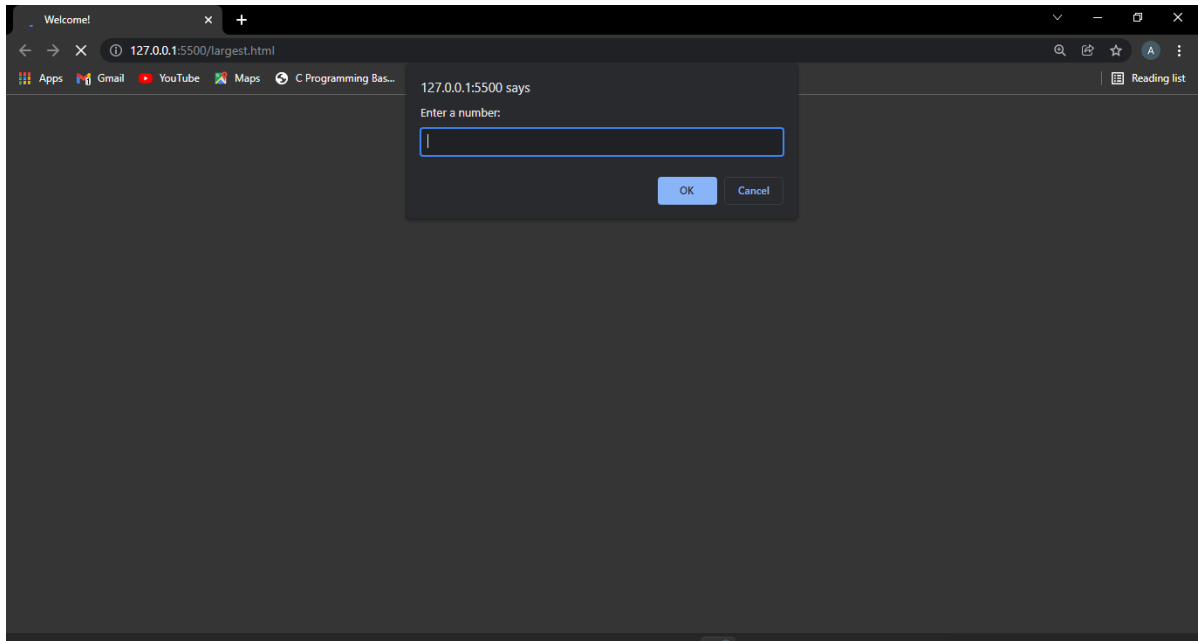 Welcome!
127.0.0.1:5500/largest.html
A
Apps Gmail YouTube Maps C Programming Bas... Reading list
127.0.0.1:5500 says
Enter a number:
OK Cancel